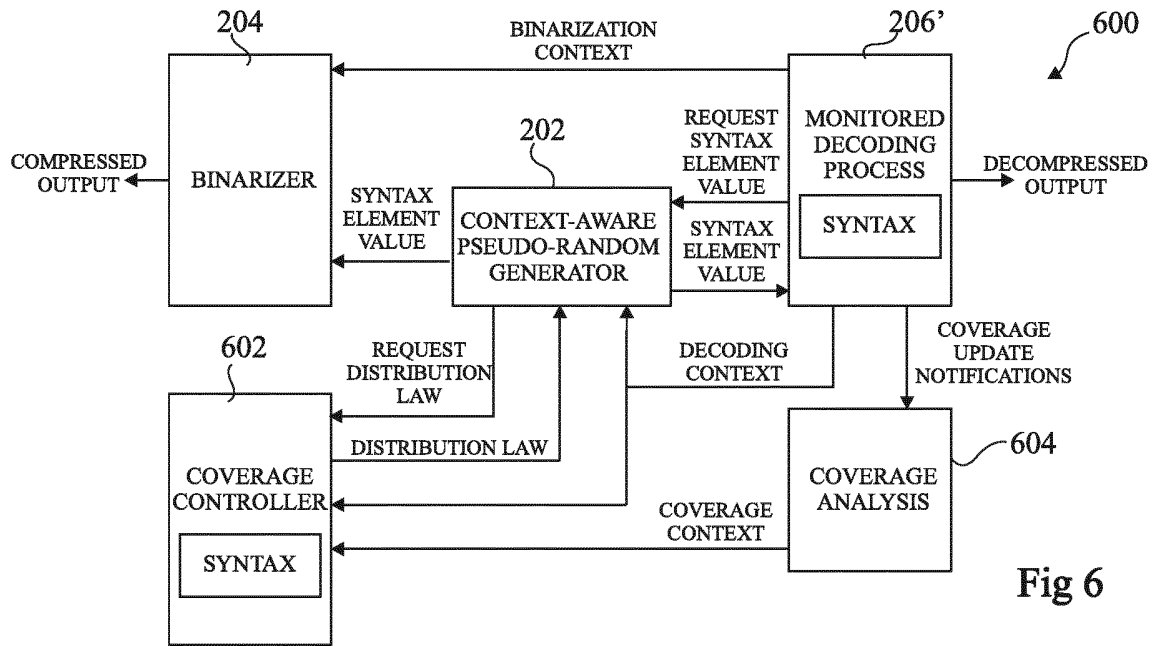 204
BINARIZATION
CONTEXT
206’
600
REQUEST
SYNTAX
ELEMENT
VALUE
MONITORED
DECODING
PROCESS
SYNTAX
202
COMPRESSED
OUTPUT
BINARIZER
SYNTAX
ELEMENT
VALUE
CONTEXT-AWARE
PSEUDO-RANDOM
GENERATOR
SYNTAX
ELEMENT
VALUE
DECOMPRESSED
OUTPUT
602
REQUEST
DISTRIBUTION
LAW
DECODING
CONTEXT
COVERAGE
UPDATE
NOTIFICATIONS
DISTRIBUTION LAW
604
COVERAGE
CONTROLLER
SYNTAX
COVERAGE
CONTEXT
COVERAGE
ANALYSIS
Fig 6